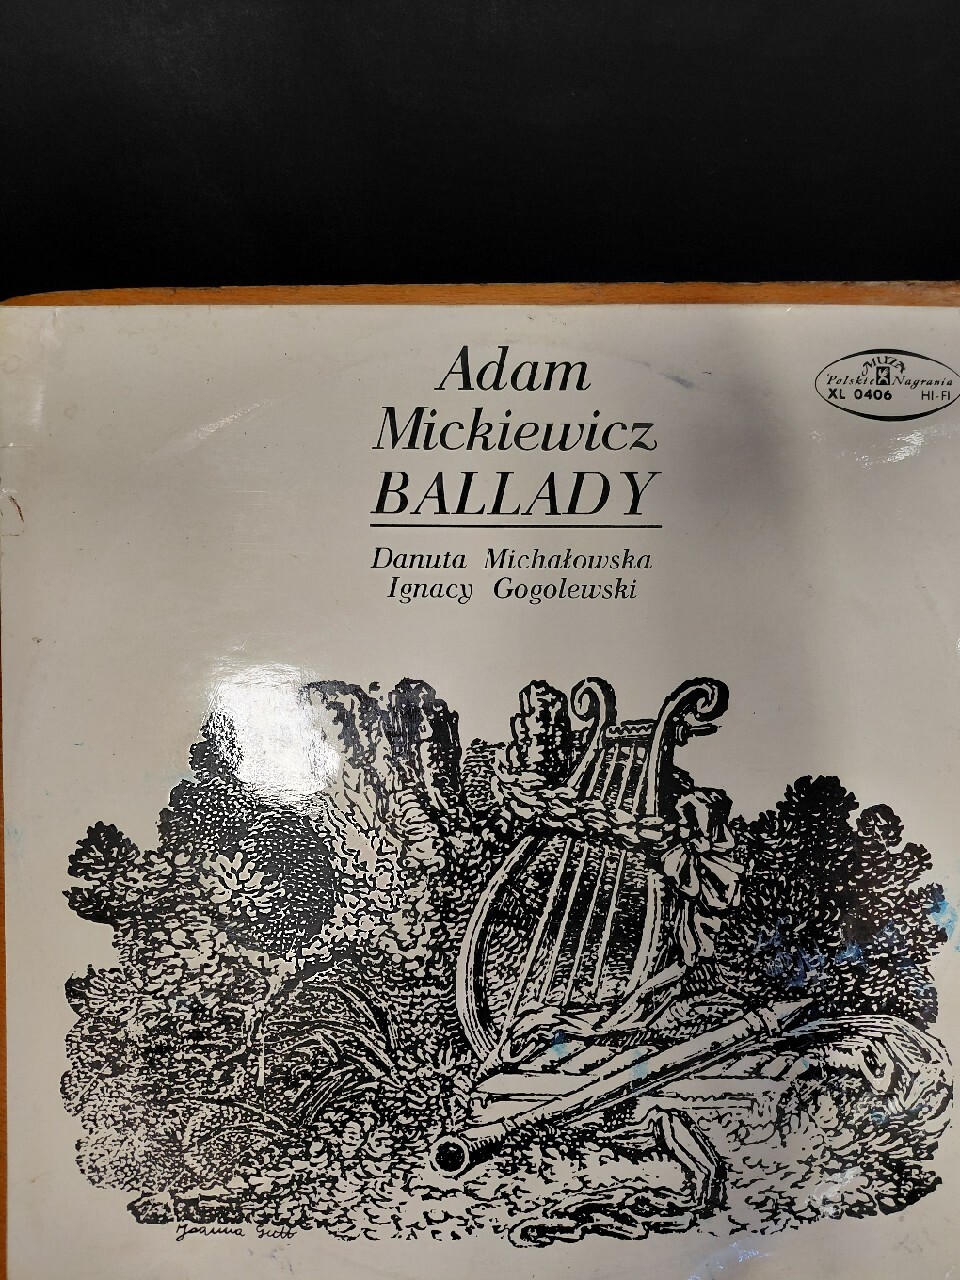 Adam
Mickiewicz
BALLADY
Danuta Michałowska
Ignacy Gogolewski
MUZA
Polskie Nagrania
XL 0406 HI-FI